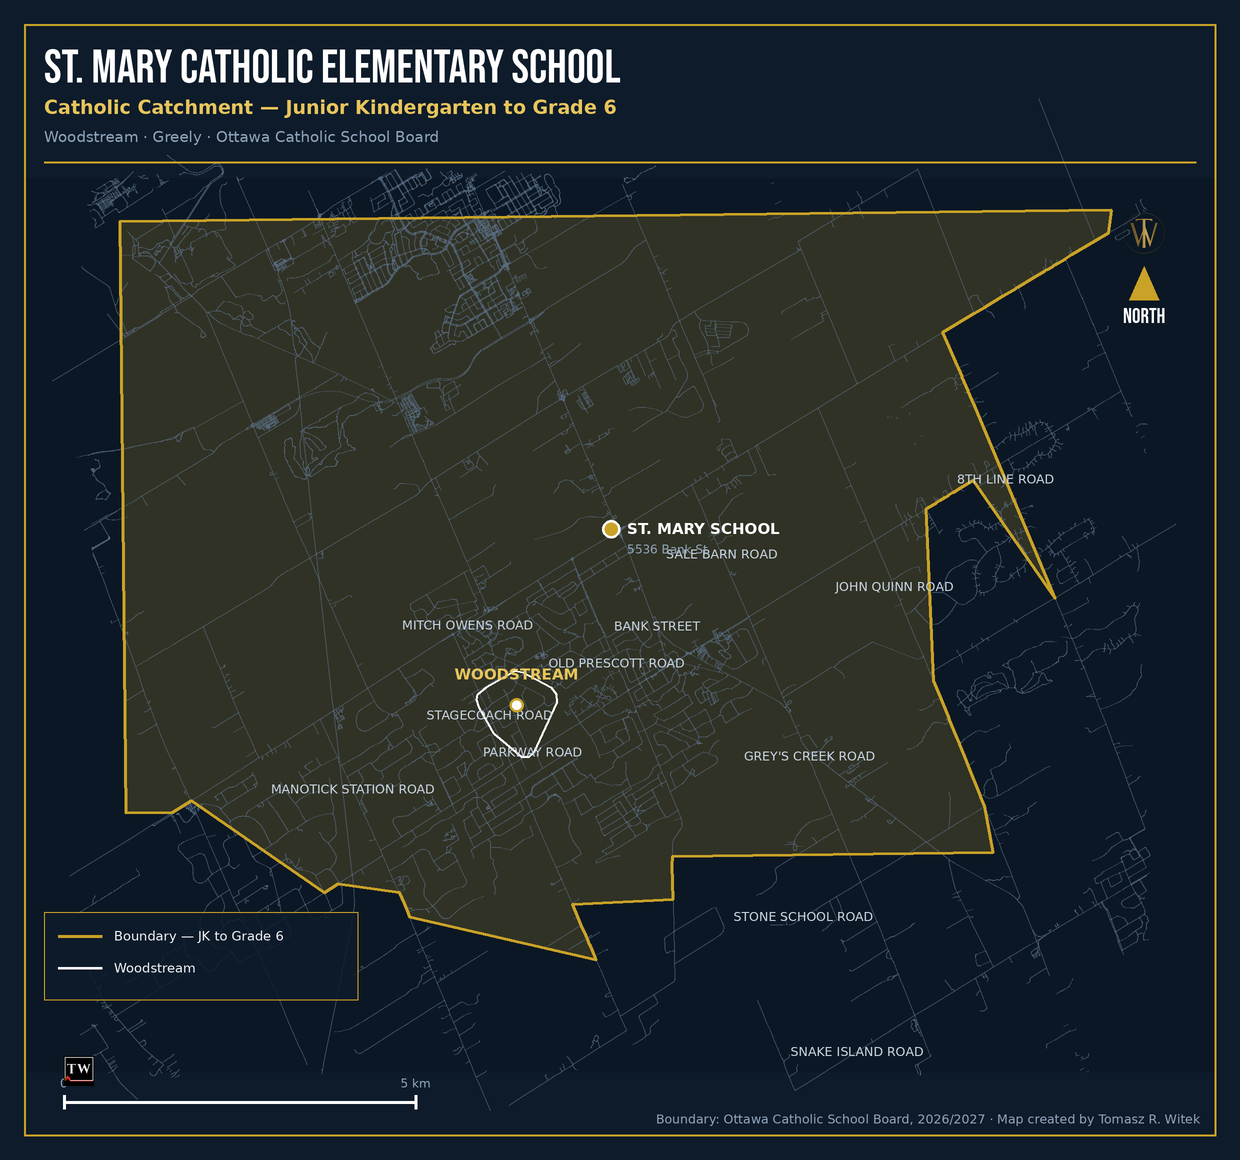 ST. MARY CATHOLIC ELEMENTARY SCHOOL
Catholic Catchment — Junior Kindergarten to Grade 6
Woodstream · Greely · Ottawa Catholic School Board
TW
NORTH
8TH LINE ROAD
ST. MARY SCHOOL
5536 Bank St
SALE BARN ROAD
JOHN QUINN ROAD
MITCH OWENS ROAD
BANK STREET
OLD PRESCOTT ROAD
WOODSTREAM
STAGECOACH ROAD
PARKWAY ROAD
GREY'S CREEK ROAD
MANOTICK STATION ROAD
STONE SCHOOL ROAD
Boundary — JK to Grade 6
Woodstream
SNAKE ISLAND ROAD
TW
0
5 km
Boundary: Ottawa Catholic School Board, 2026/2027 · Map created by Tomasz R. Witek